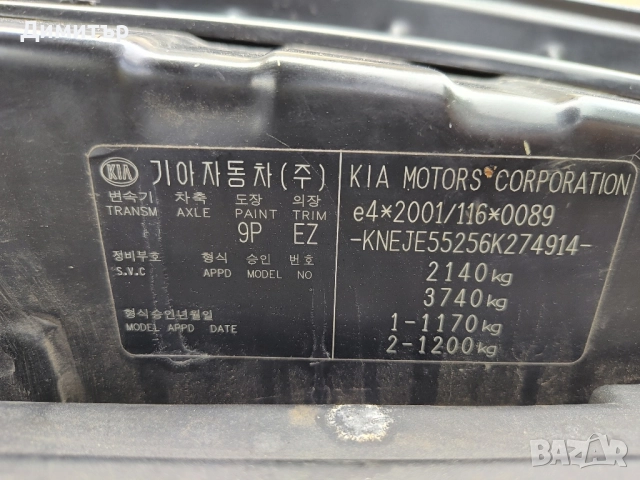 Димитър
KIA 기아자동차(주)
변속기 차축 도장 의장
TRANSM AXLE PAINT TRIM
9P EZ
정비부호 형식 승인 번호
S.V.C APPD MODEL NO
형식승인년월일
MODEL APPD DATE
KIA MOTORS CORPORATION
e4*2001/116*0089
-KNEJE55256K274914-
2140kg
3740kg
1-1170kg
2-1200kg
bazar